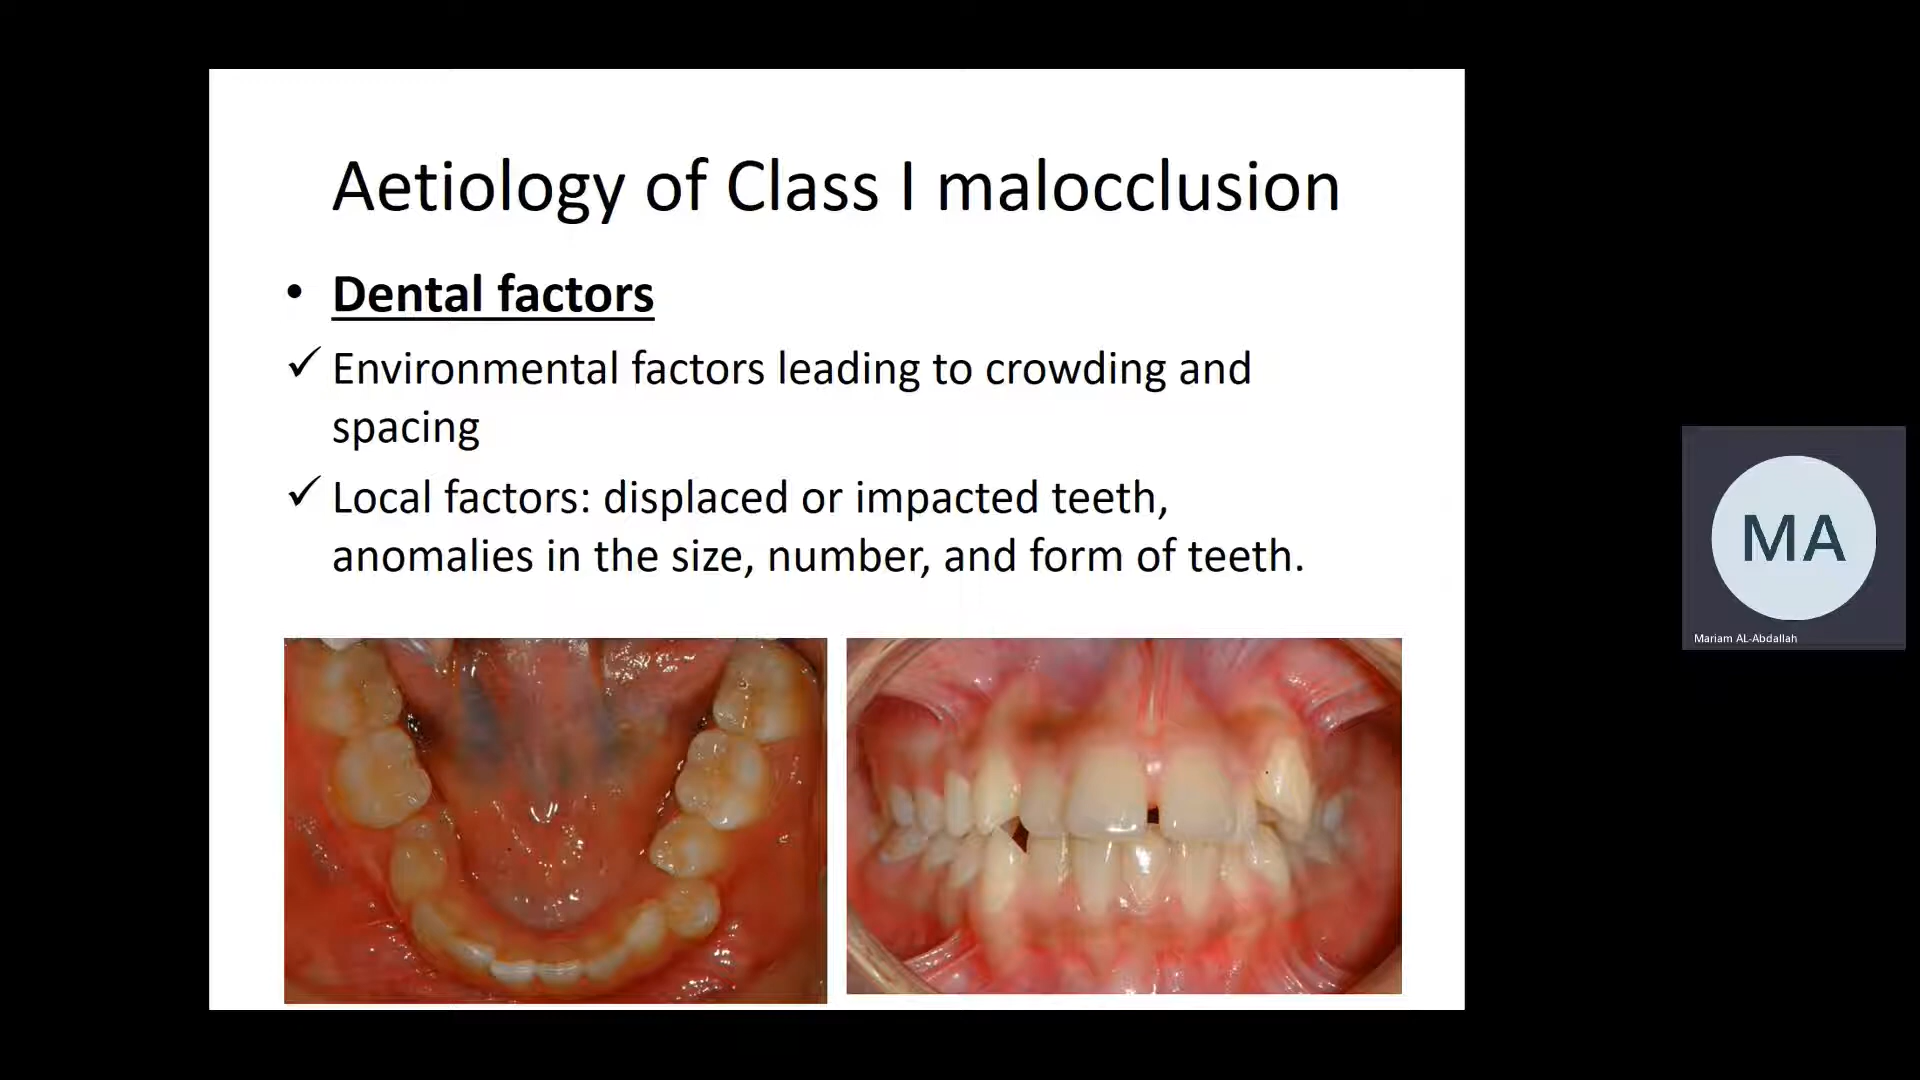 Aetiology of Class I malocclusion
• Dental factors
✓ Environmental factors leading to crowding and
spacing
✓ Local factors: displaced or impacted teeth,
anomalies in the size, number, and form of teeth.
MA
Mariam AL-Abdallah